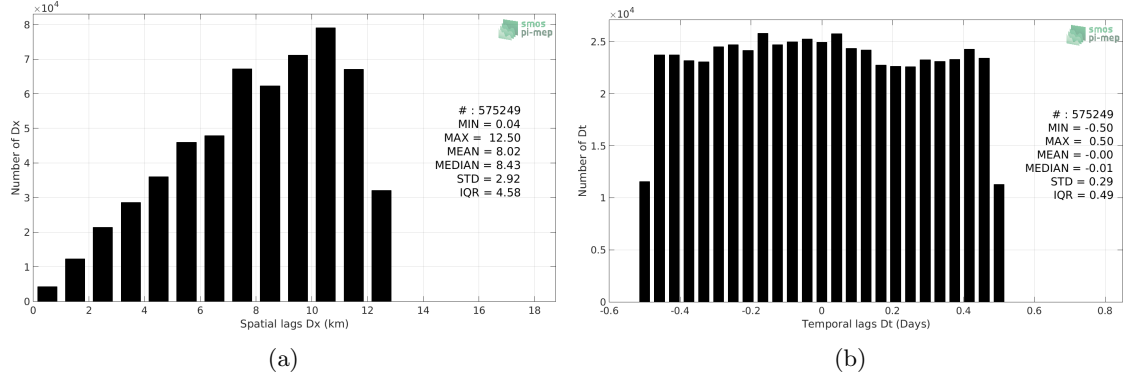 ×10⁴
8
7
6
5
4
3
2
1
0
Number of Dx
smos
pi-mep
# : 575249
MIN = 0.04
MAX = 12.50
MEAN = 8.02
MEDIAN = 8.43
STD = 2.92
IQR = 4.58
0 2 4 6 8 10 12 14 16 18
Spatial lags Dx (km)
(a)
×10⁴
2.5
2
1.5
1
0.5
0
Number of Dt
smos
pi-mep
# : 575249
MIN = -0.50
MAX = 0.50
MEAN = -0.00
MEDIAN = -0.01
STD = 0.29
IQR = 0.49
-0.6 -0.4 -0.2 0 0.2 0.4 0.6 0.8
Temporal lags Dt (Days)
(b)